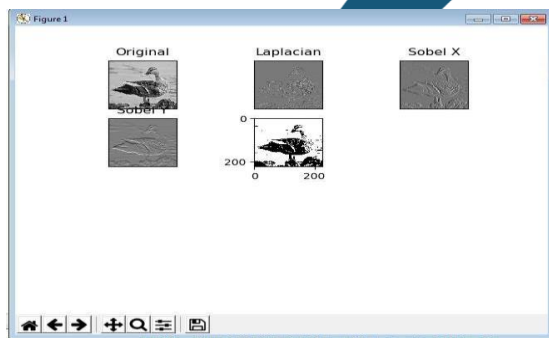 Figure 1
Original
Laplacian
Sobel X
Sobel Y
0
200
0
200